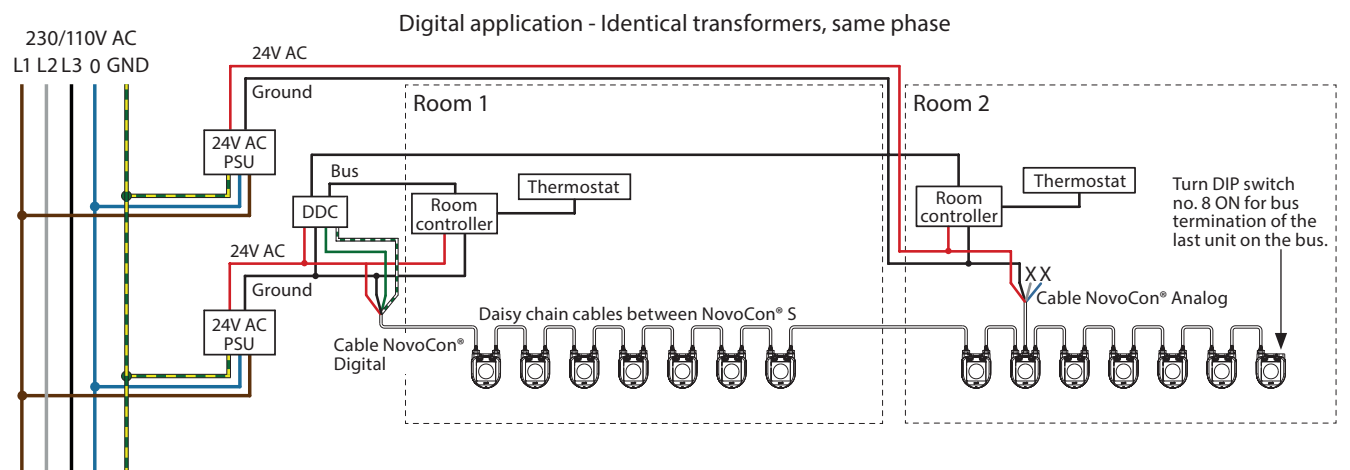 Digital application - Identical transformers, same phase
230/110V AC
L1 L2 L3 0 GND
24V AC
Ground
24V AC
PSU
Room 1
Room 2
Bus
DDC
Room
controller
Thermostat
Room
controller
Thermostat
Turn DIP switch
no. 8 ON for bus
termination of the
last unit on the bus.
24V AC
Ground
24V AC
PSU
X X
Cable NovoCon® Analog
Daisy chain cables between NovoCon® S
Cable NovoCon®
Digital